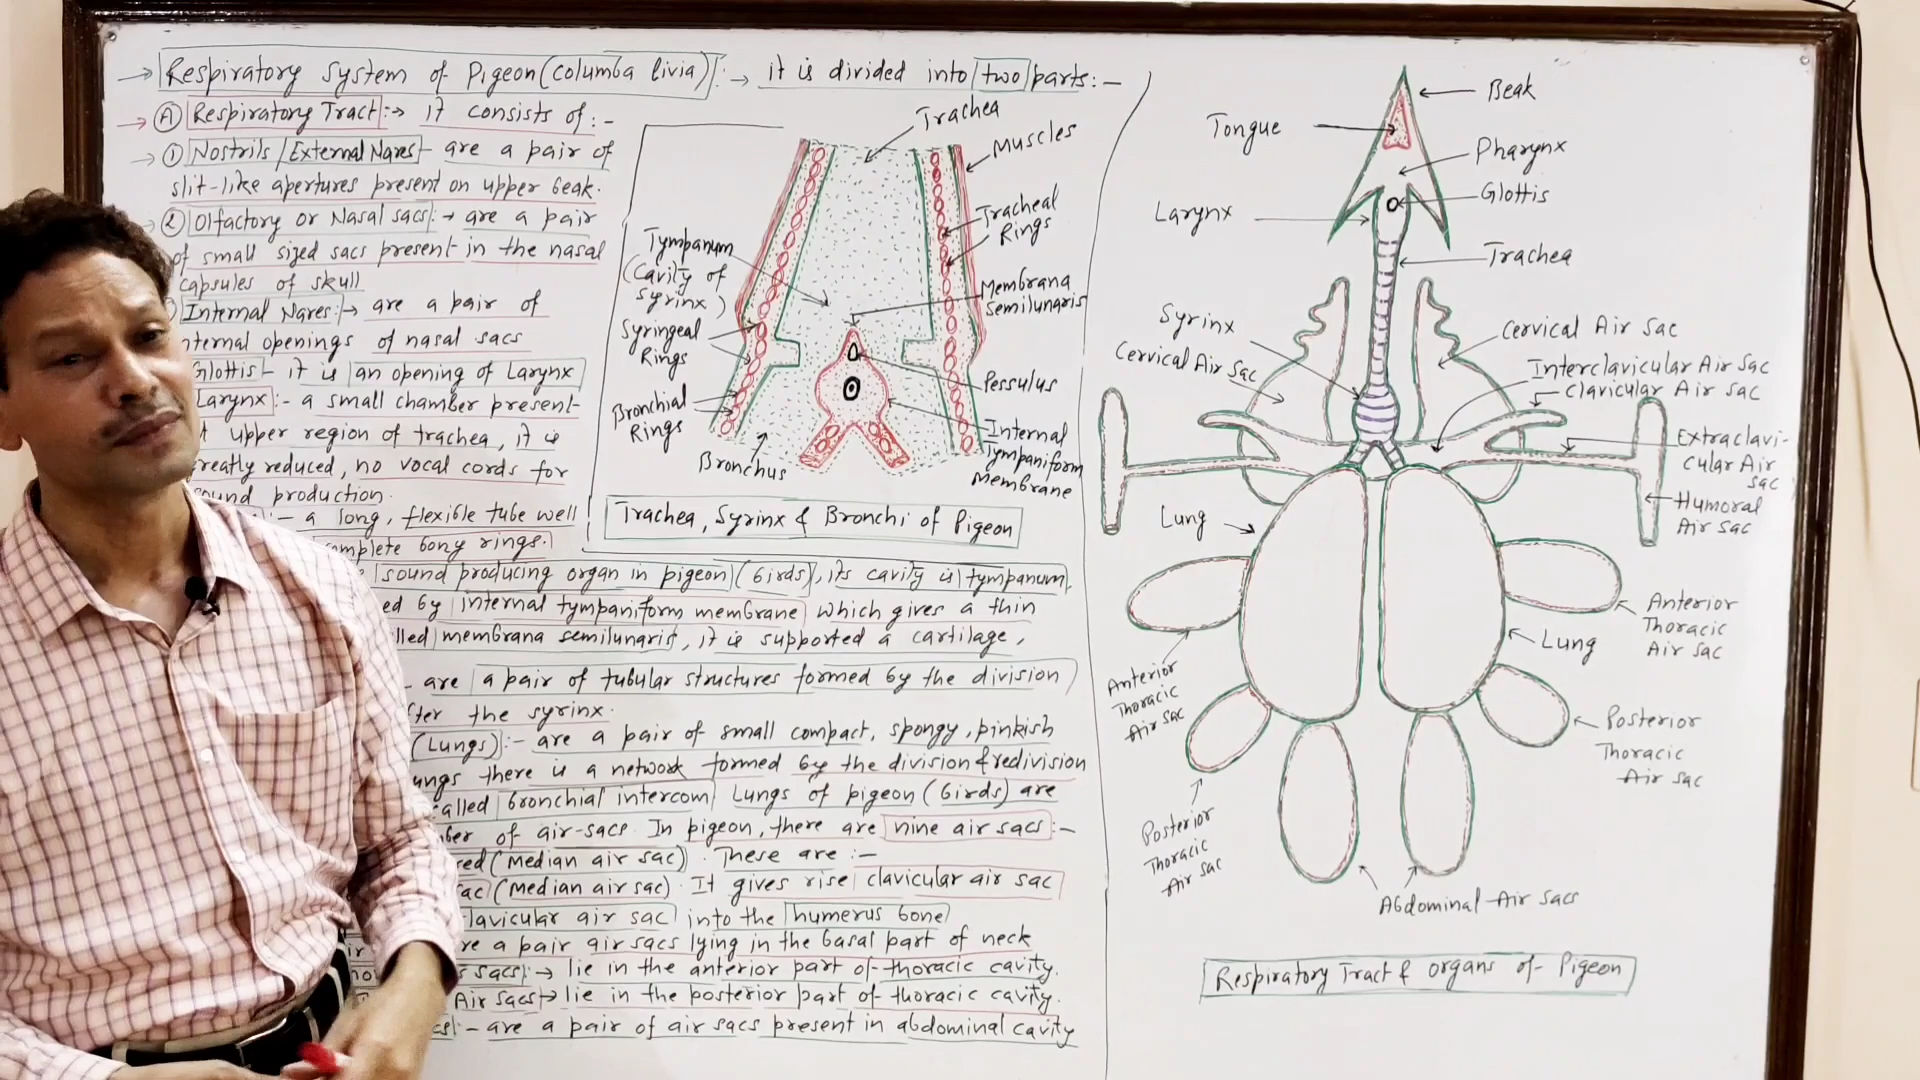 → Respiratory System of Pigeon (Columba livia) :- → it is divided into two parts :-
→ Ⓐ Respiratory Tract :→ it consists of :-
→ ① Nostrils / External Nares - are a pair of
slit-like apertures present on upper beak.
② Olfactory or Nasal sacs :→ are a pair
of small sized sacs present in the nasal
capsules of skull
Internal Nares :→ are a pair of
internal openings of nasal sacs
Glottis - it is an opening of Larynx
Larynx :- a small chamber present
upper region of trachea, it is
greatly reduced, no vocal cords for
sound production.
:- a long, flexible tube well
complete bony rings.
sound producing organ in pigeon (birds), its cavity is tympanum
ed by internal tympaniform membrane which gives a thin
lled membrana semilunaris, it is supported a cartilage,
- are a pair of tubular structures formed by the division
fter the syrinx.
(Lungs) :- are a pair of small compact, spongy, pinkish
ungs there is a network formed by the division & redivision
called bronchial intercom Lungs of pigeon (birds) are
ber of air-sacs. In pigeon, there are nine air sacs :-
red (median air sac). These are :-
sac (median air sac). It gives rise clavicular air sac
lavicular air sac into the humerus bone
re a pair air sacs lying in the basal part of neck
sacs :→ lie in the anterior part of thoracic cavity.
Air sacs → lie in the posterior part of thoracic cavity.
cs :- are a pair of air sacs present in abdominal cavity
Trachea
Muscles
Tracheal
Rings
Tympanum
(Cavity of
Syrinx)
Membrana
Semilunaris
Syringeal
Rings
Pessulus
Bronchial
Rings
Internal
Tympaniform
Membrane
Bronchus
Trachea, Syrinx & Bronchi of Pigeon
Beak
Tongue
Pharynx
Glottis
Larynx
Trachea
Syrinx
Cervical Air Sac
Cervical Air Sac
Interclavicular Air Sac
Clavicular Air Sac
Extraclavi-
cular Air
Sac
Humoral
Air Sac
Lung
Anterior
Thoracic
Air Sac
Lung
Anterior
Thoracic
Air Sac
Posterior
Thoracic
Air Sac
Posterior
Thoracic
Air Sac
Abdominal Air Sacs
Respiratory Tract & organs of Pigeon